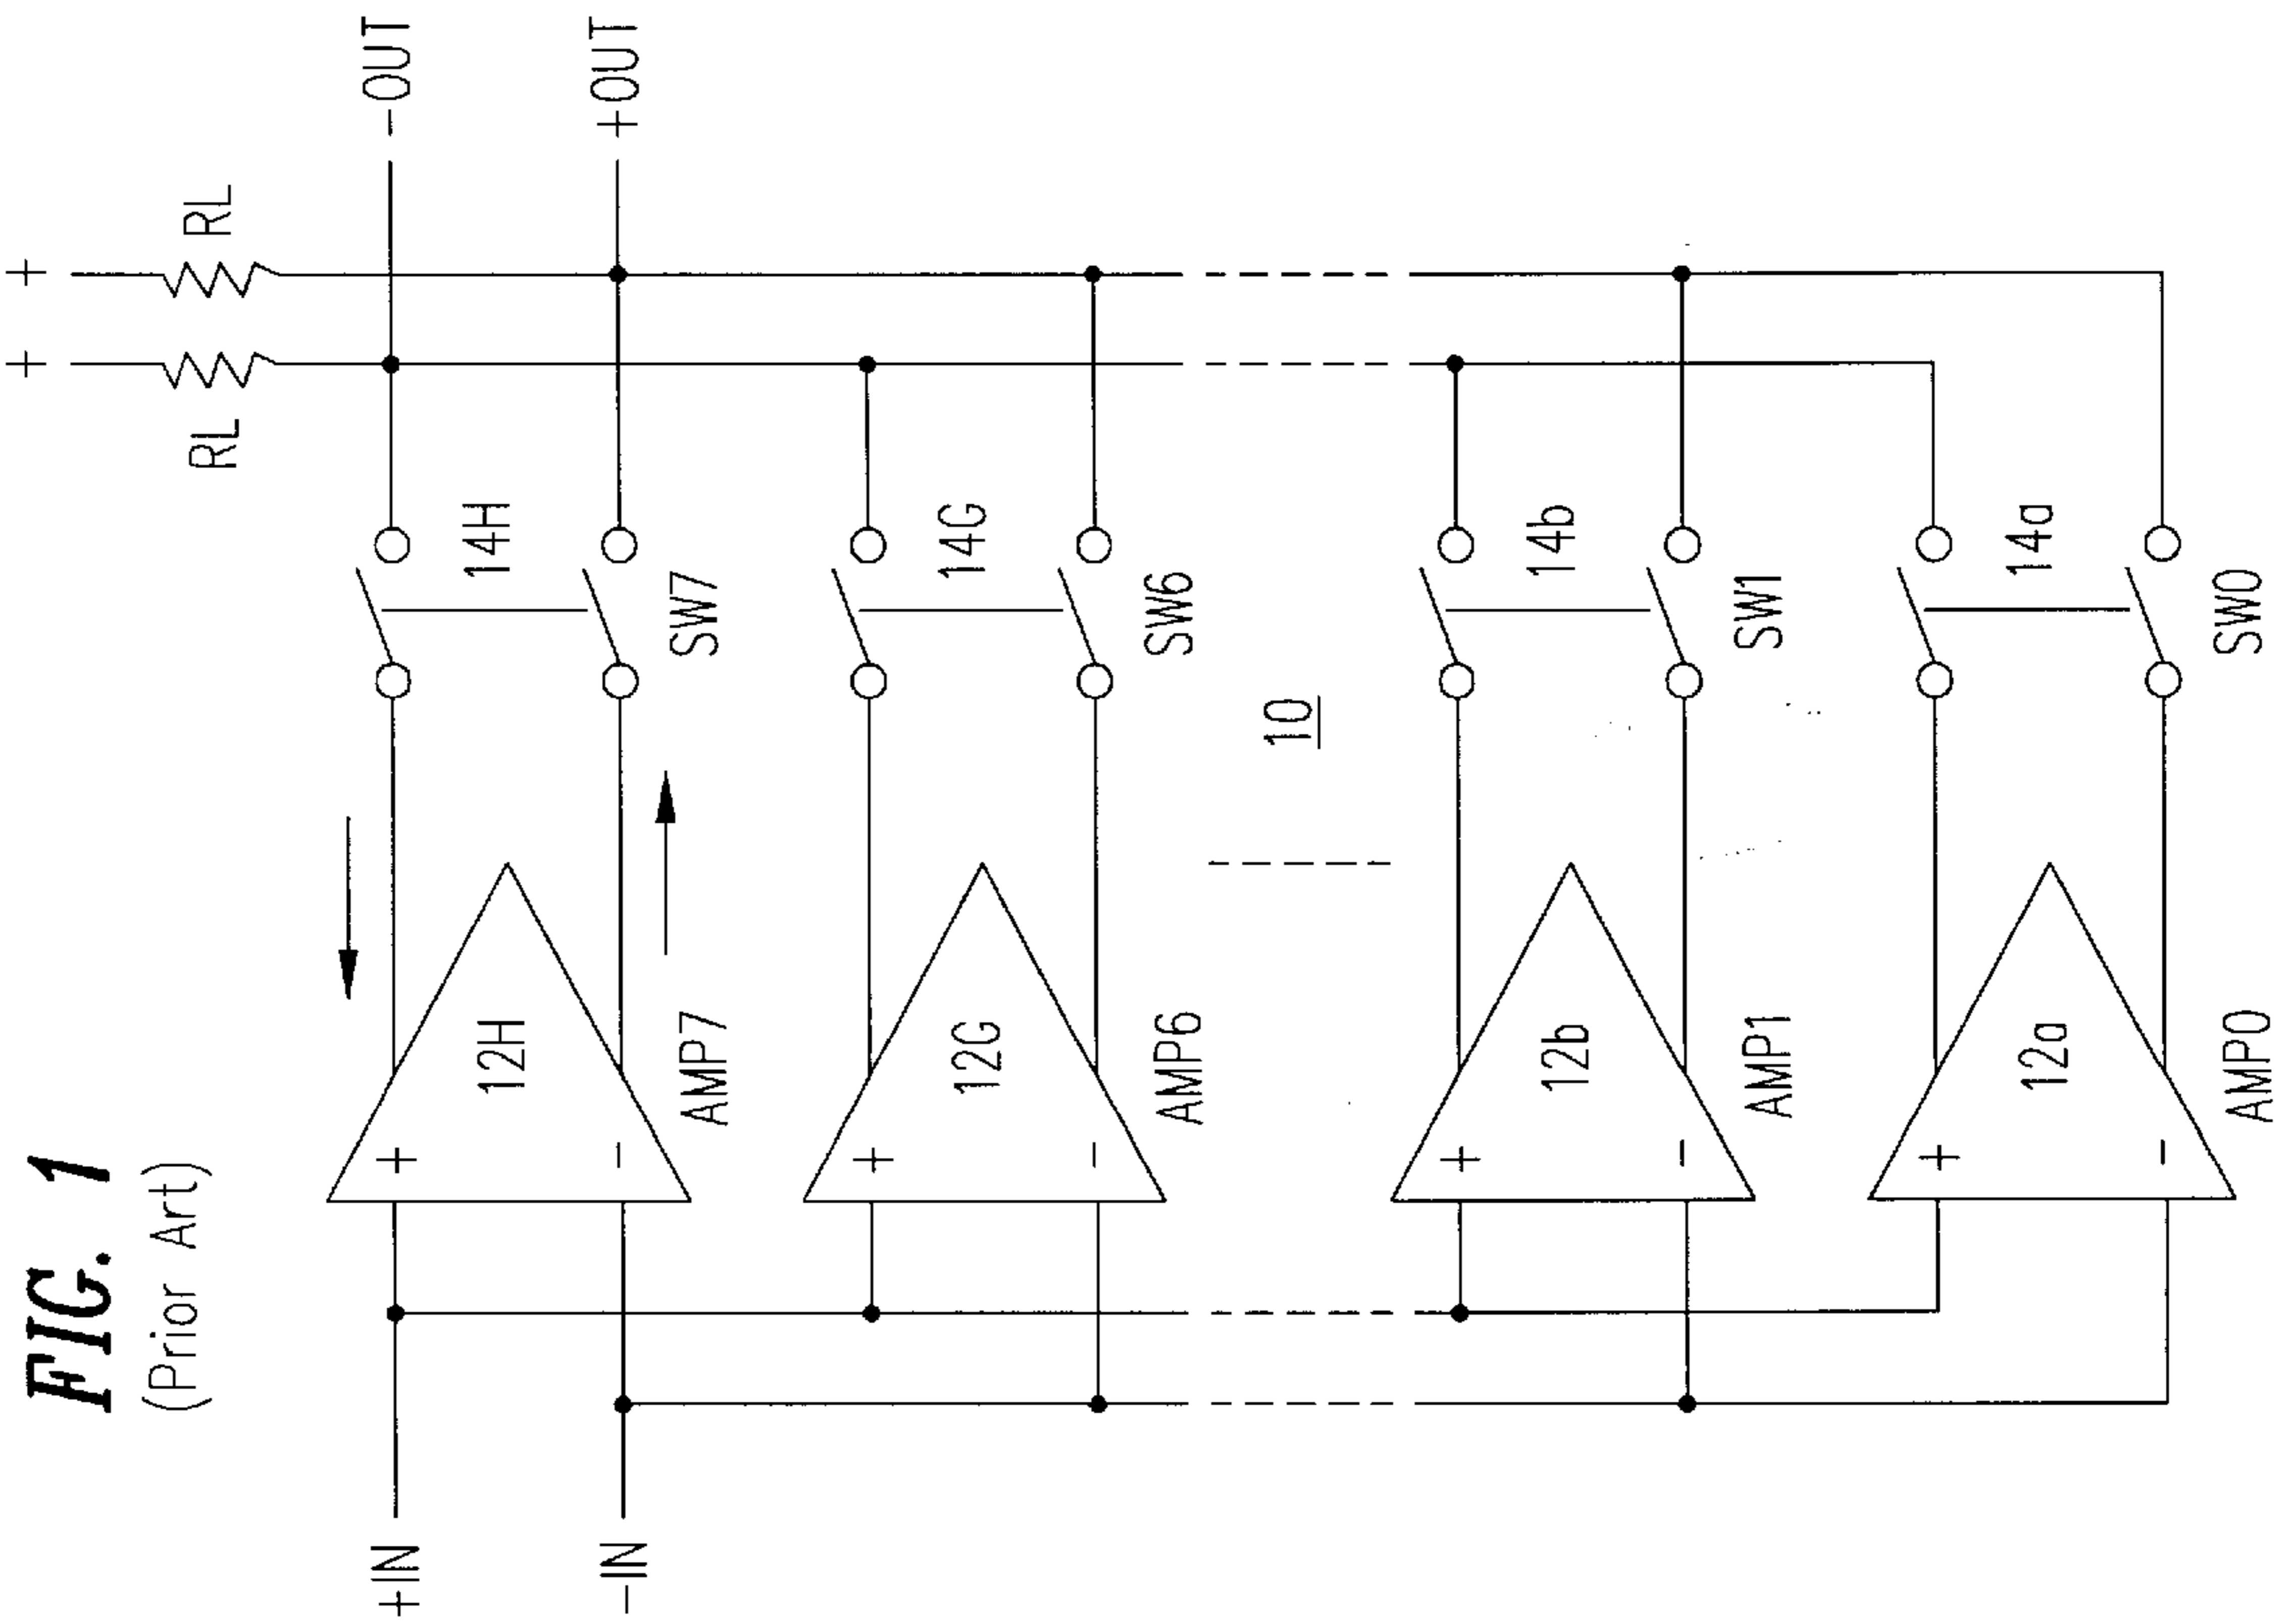 FIG. 1
(Prior Art)
+ +
RL RL
-OUT
+OUT
14H
SW7
12H
+ -
AMP7
+IN
-IN
14G
SW6
12G
+ -
AMP6
10
14b
SW1
12b
+ -
AMP1
14a
SW0
12a
+ -
AMP0